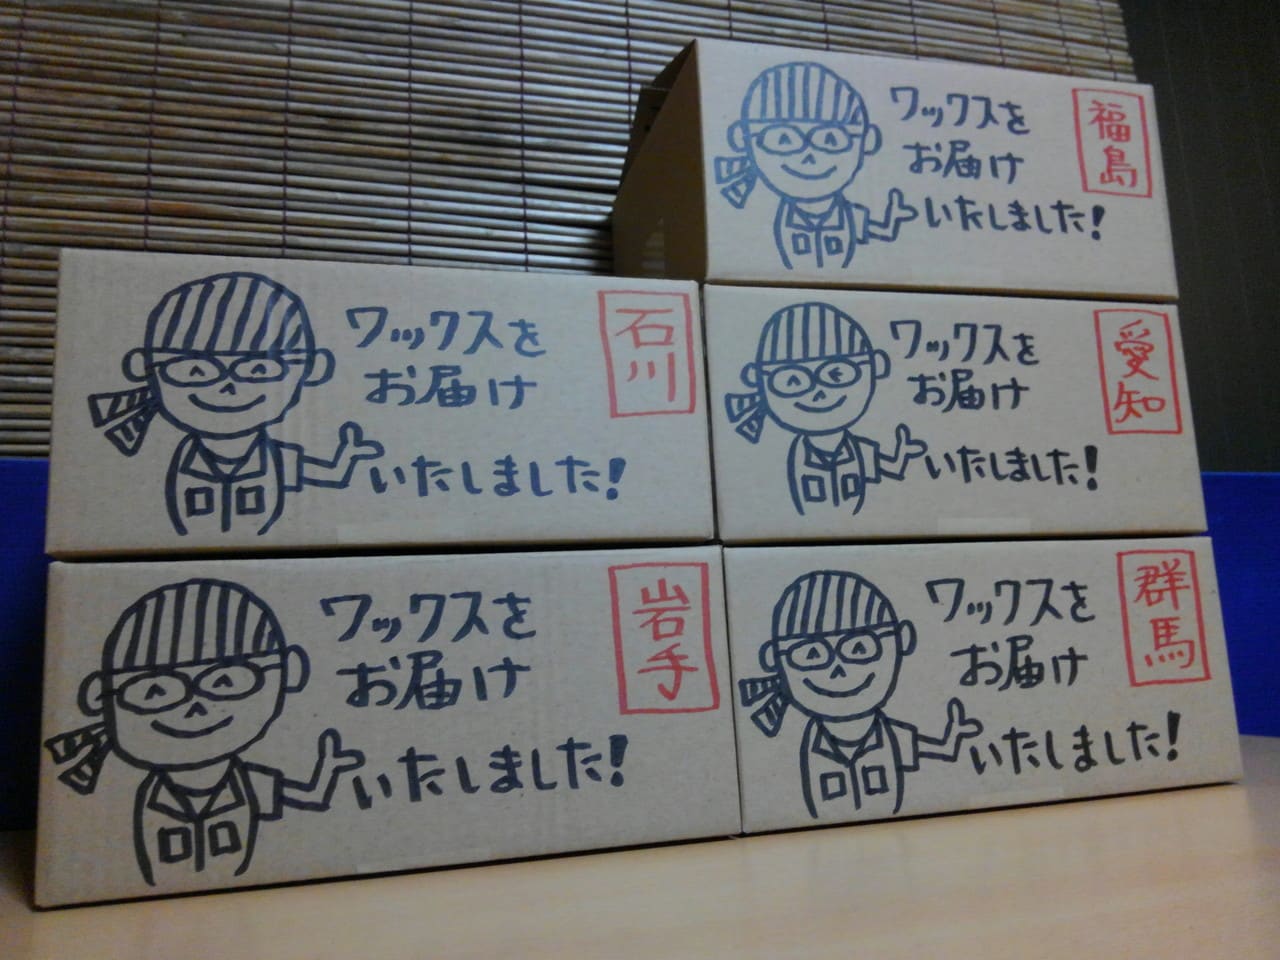 ワックスを
お届け
いたしました!
福島
ワックスを
お届け
いたしました!
石川
ワックスを
お届け
いたしました!
愛知
ワックスを
お届け
いたしました!
岩手
ワックスを
お届け
いたしました!
群馬